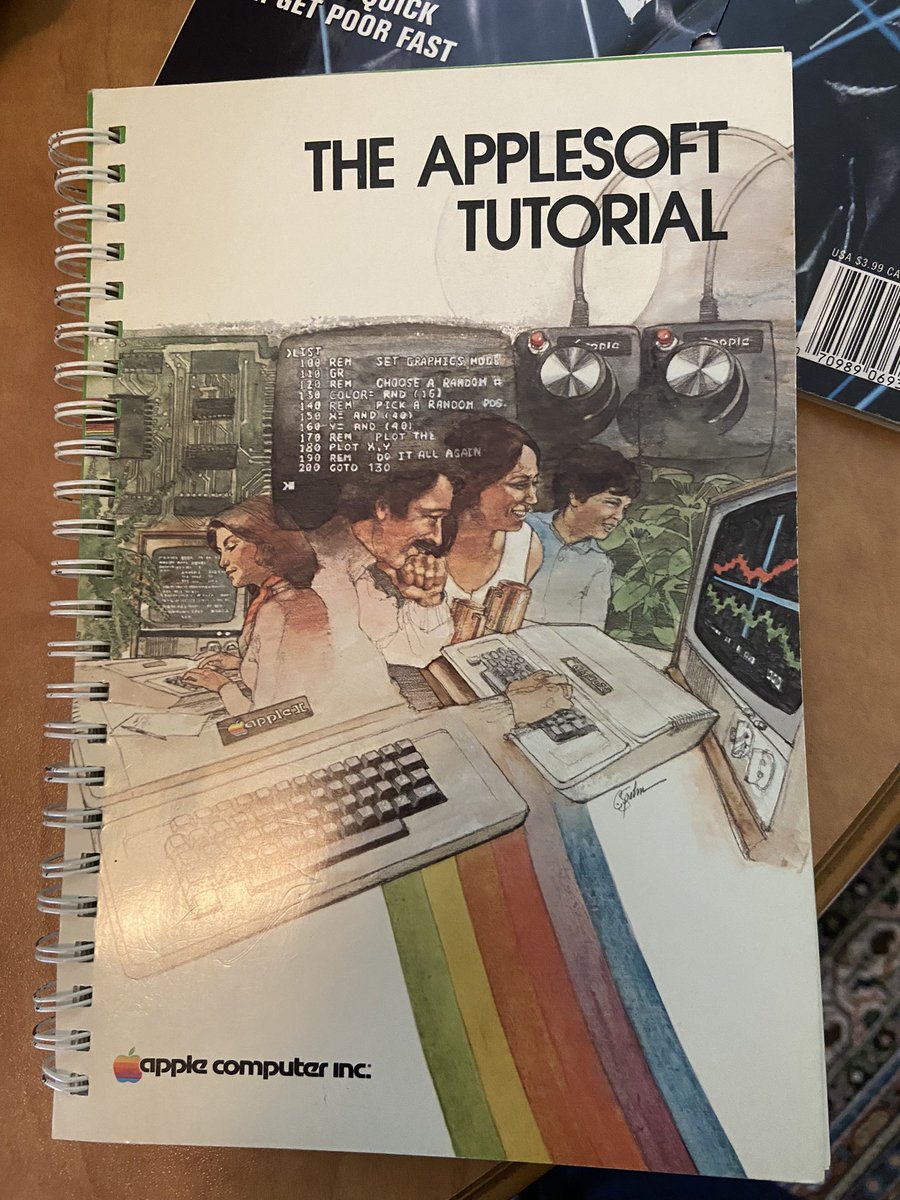 QUICK
GET POOR FAST
THE APPLESOFT
TUTORIAL
USA $3.99
70989 069
apple
apple
>LIST
100 REM SET GRAPHICS MODE
110 GR
120 REM CHOOSE A RANDOM #
130 COLOR= RND (16)
140 REM PICK A RANDOM POS.
150 X= RND (40)
160 Y= RND (40)
170 REM PLOT THE
180 PLOT X,Y
190 REM DO IT ALL AGAIN
200 GOTO 130
apple ][
apple computer inc.